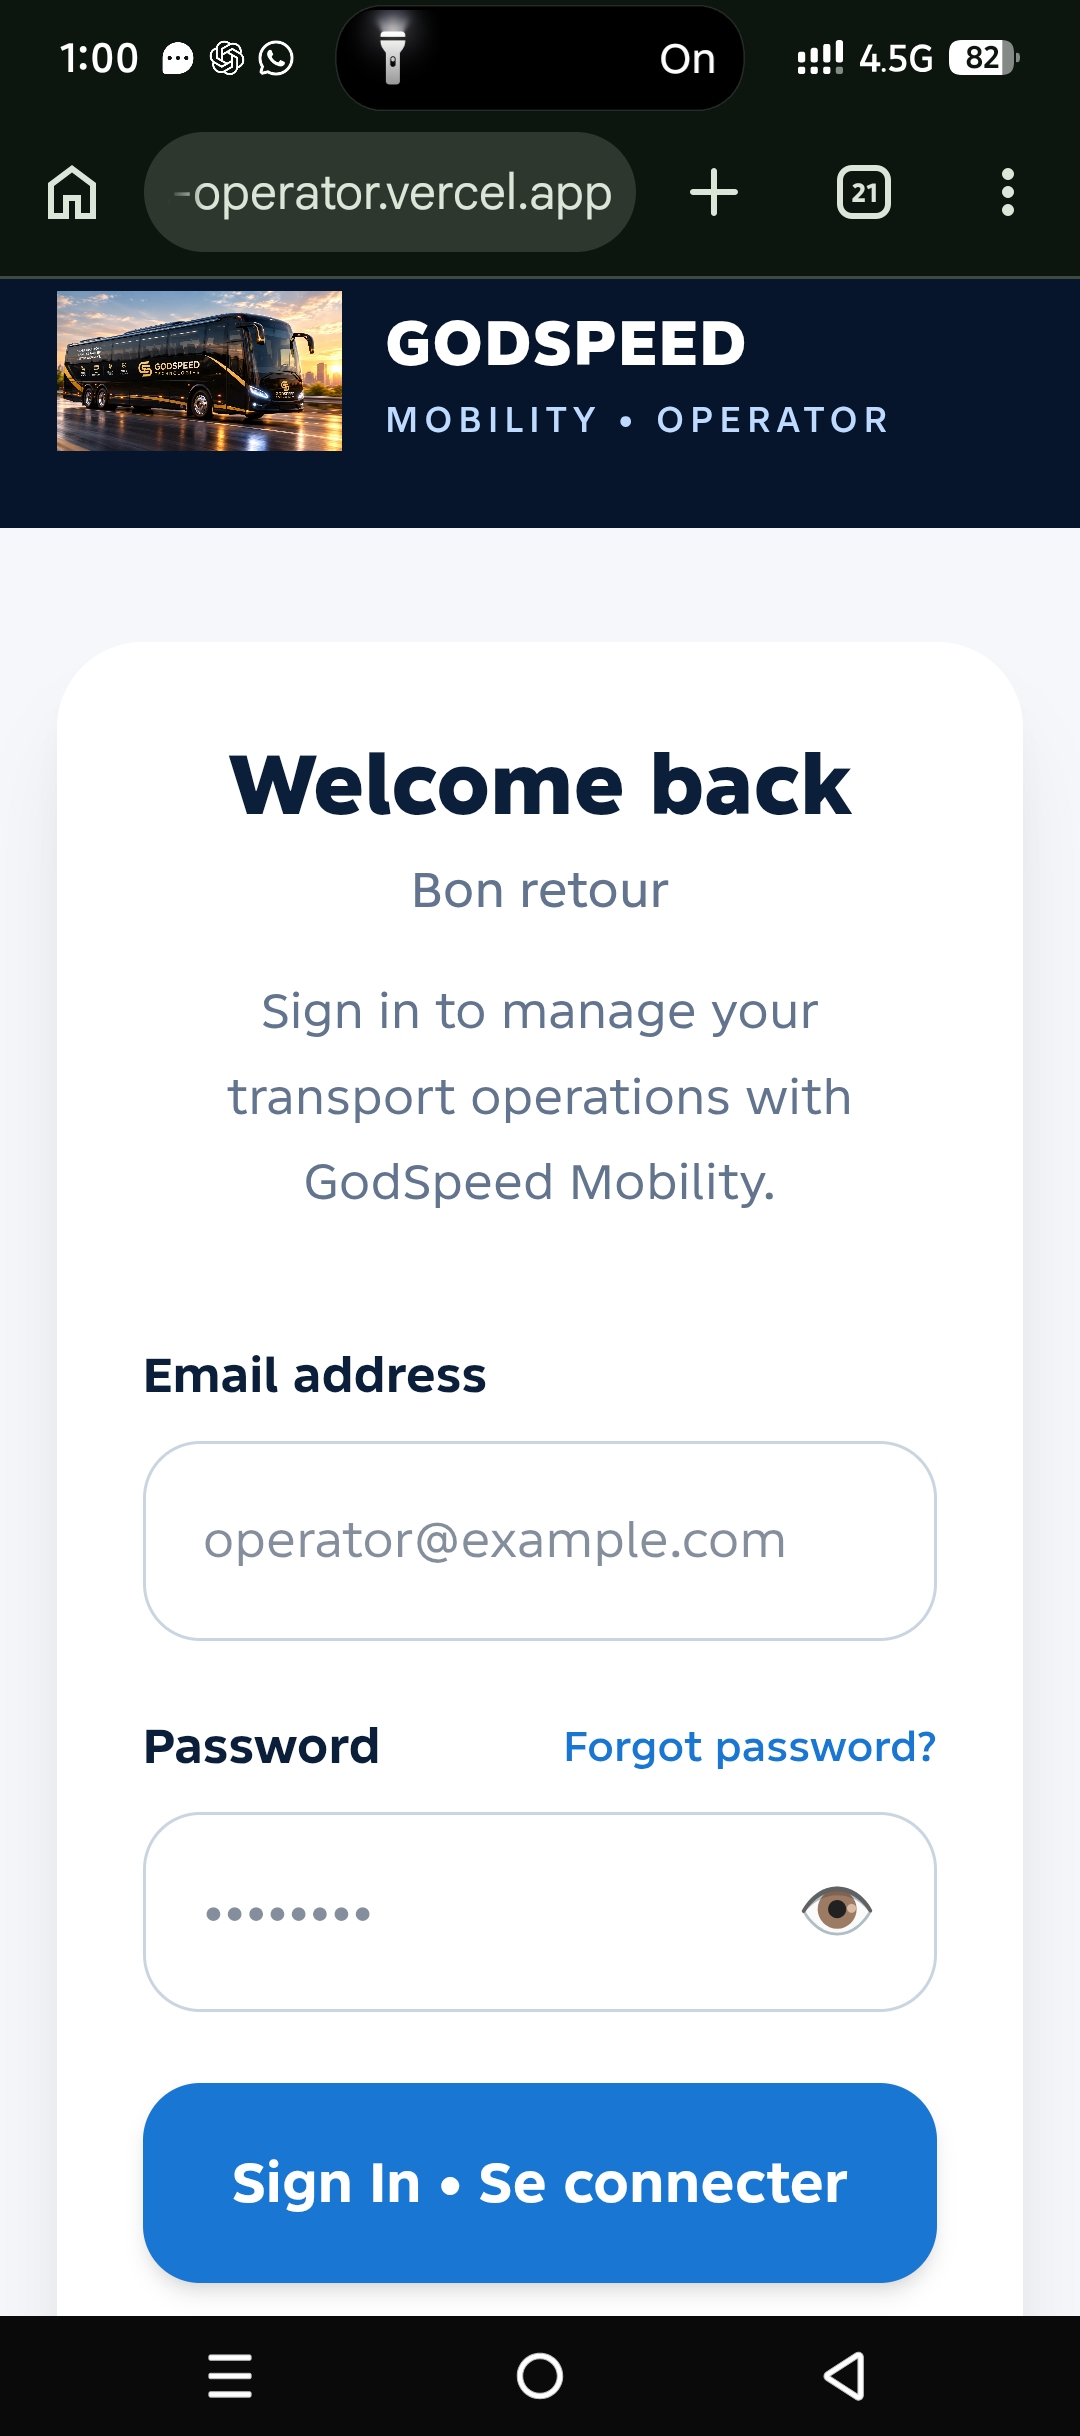 1:00
On
4.5G
82
-operator.vercel.app
21
GODSPEED
GODSPEED
MOBILITY • OPERATOR
Welcome back
Bon retour
Sign in to manage your
transport operations with
GodSpeed Mobility.
Email address
operator@example.com
Password
Forgot password?
Sign In • Se connecter